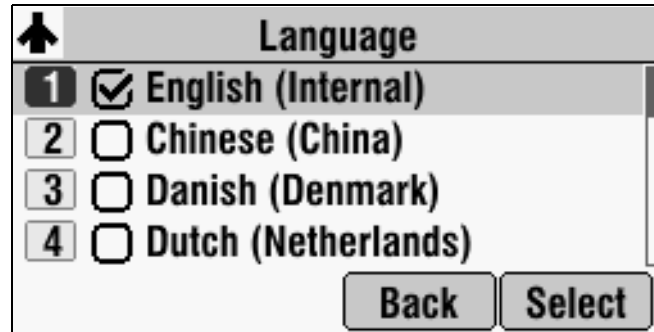 Language
1 English (Internal)
2 Chinese (China)
3 Danish (Denmark)
4 Dutch (Netherlands)
Back Select